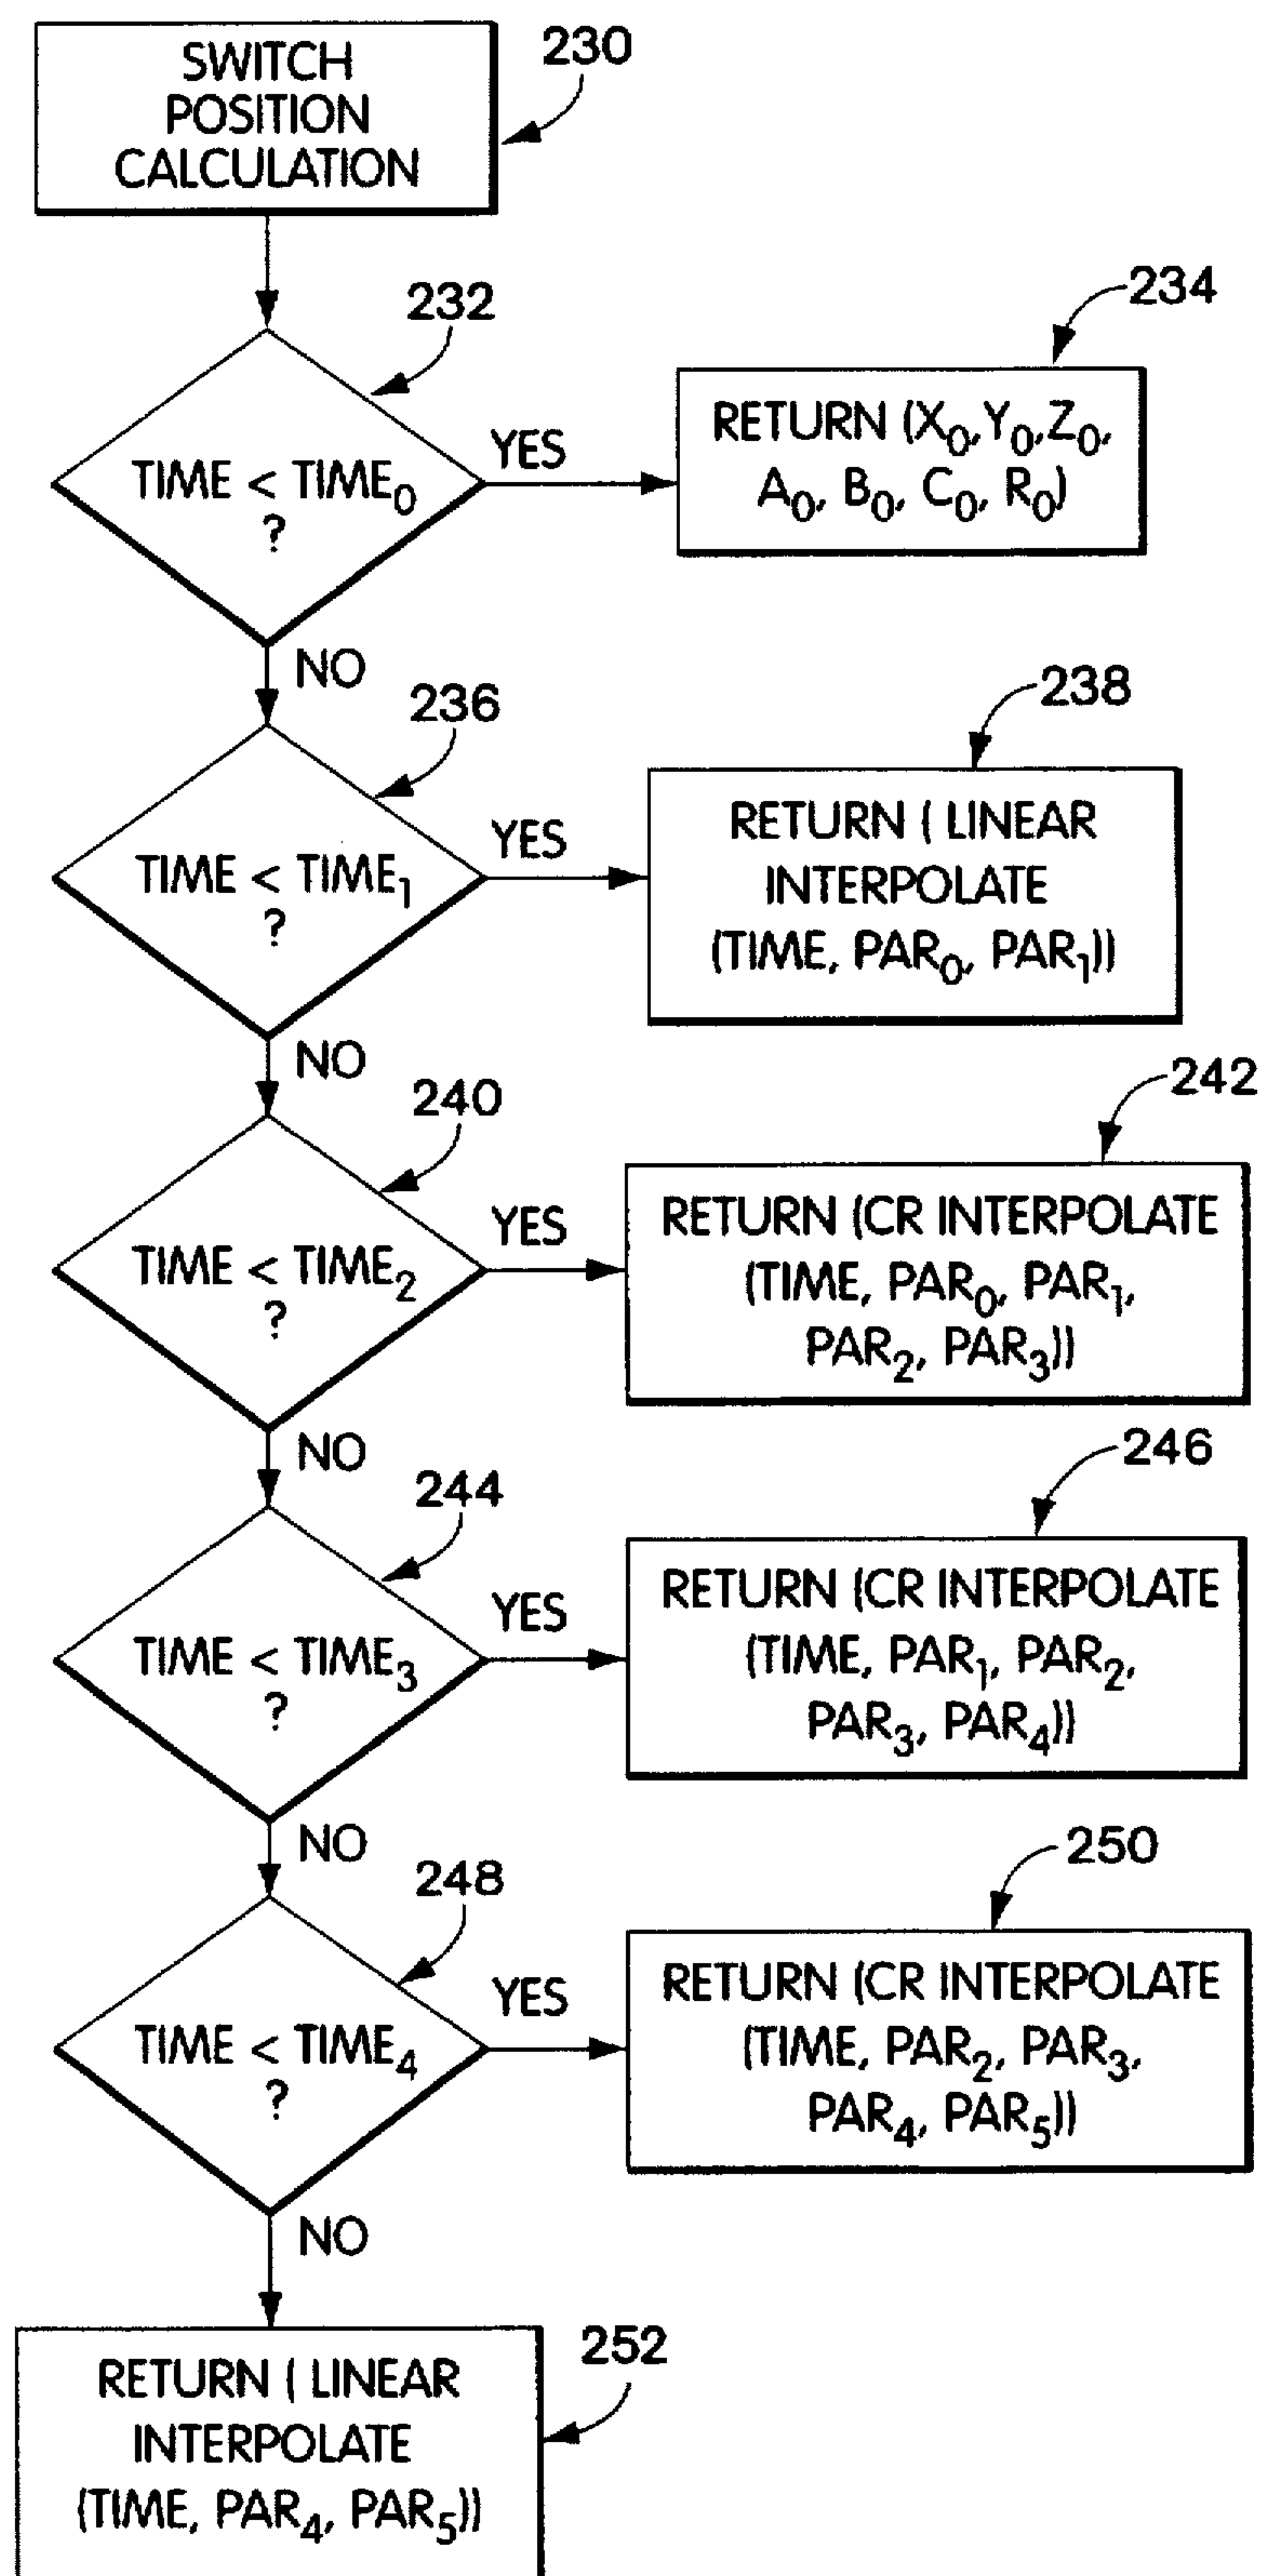 SWITCH
POSITION
CALCULATION
230
232
TIME < TIME₀
?
YES
234
RETURN (X₀,Y₀,Z₀,
A₀, B₀, C₀, R₀)
NO
236
TIME < TIME₁
?
YES
238
RETURN ( LINEAR
INTERPOLATE
(TIME, PAR₀, PAR₁))
NO
240
TIME < TIME₂
?
YES
242
RETURN (CR INTERPOLATE
(TIME, PAR₀, PAR₁,
PAR₂, PAR₃))
NO
244
TIME < TIME₃
?
YES
246
RETURN (CR INTERPOLATE
(TIME, PAR₁, PAR₂,
PAR₃, PAR₄))
NO
248
TIME < TIME₄
?
YES
250
RETURN (CR INTERPOLATE
(TIME, PAR₂, PAR₃,
PAR₄, PAR₅))
NO
252
RETURN ( LINEAR
INTERPOLATE
(TIME, PAR₄, PAR₅))